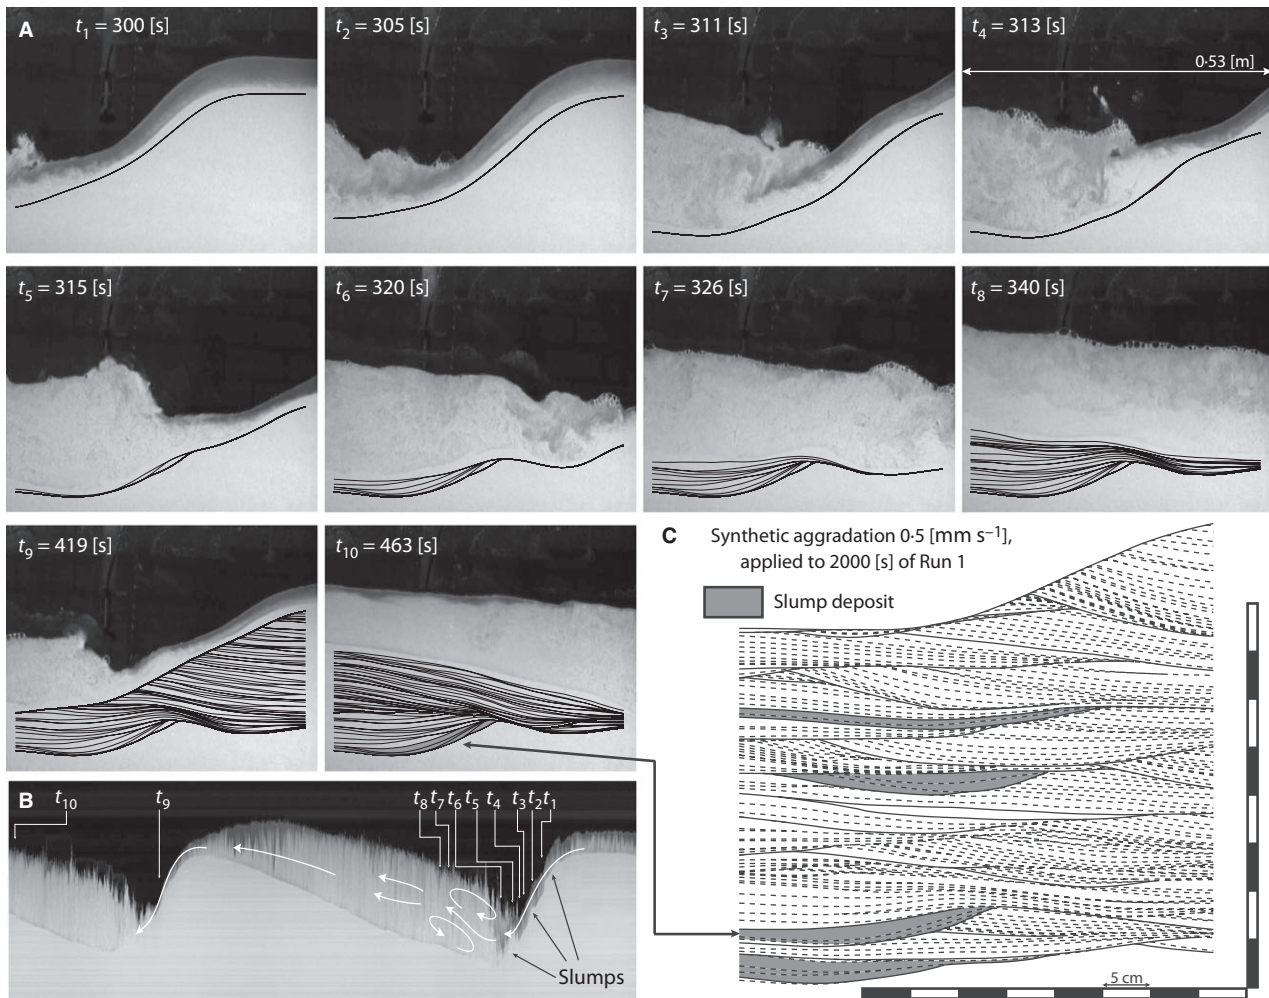 A
t1 = 300 [s]
t2 = 305 [s]
t3 = 311 [s]
t4 = 313 [s]
0·53 [m]
t5 = 315 [s]
t6 = 320 [s]
t7 = 326 [s]
t8 = 340 [s]
t9 = 419 [s]
t10 = 463 [s]
C
Synthetic aggradation 0·5 [mm s–1],
applied to 2000 [s] of Run 1
Slump deposit
B
t10
t9
t8 t7 t6 t5 t4 t3 t2 t1
Slumps
5 cm